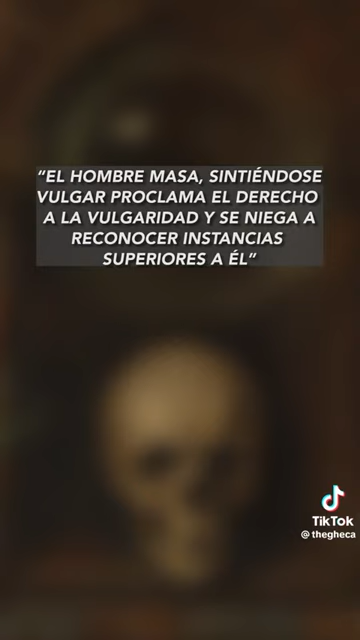 “EL HOMBRE MASA, SINTIÉNDOSE
VULGAR PROCLAMA EL DERECHO
A LA VULGARIDAD Y SE NIEGA A
RECONOCER INSTANCIAS
SUPERIORES A ÉL”
TikTok
@thegheca